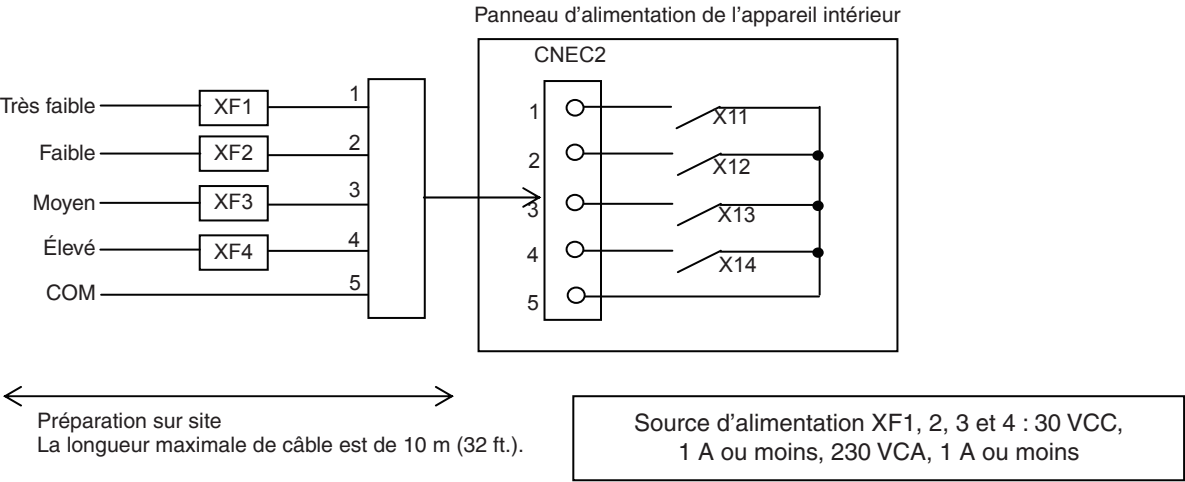 Panneau d'alimentation de l'appareil intérieur
CNEC2
Très faible XF1 1
Faible XF2 2
Moyen XF3 3
Élevé XF4 4
COM 5
1 X11
2 X12
3 X13
4 X14
5
Préparation sur site
La longueur maximale de câble est de 10 m (32 ft.).
Source d'alimentation XF1, 2, 3 et 4 : 30 VCC,
1 A ou moins, 230 VCA, 1 A ou moins